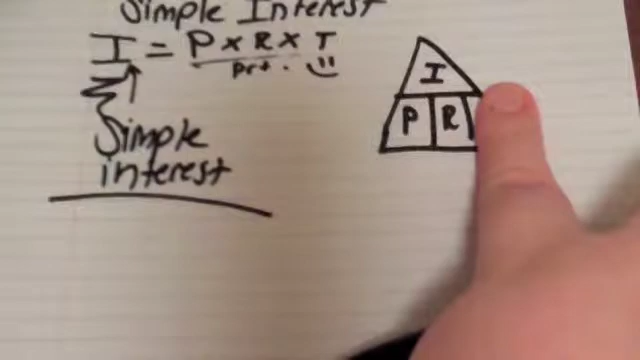 Simple Interest
I = P x R x T
prt.
Simple
interest
I
P R